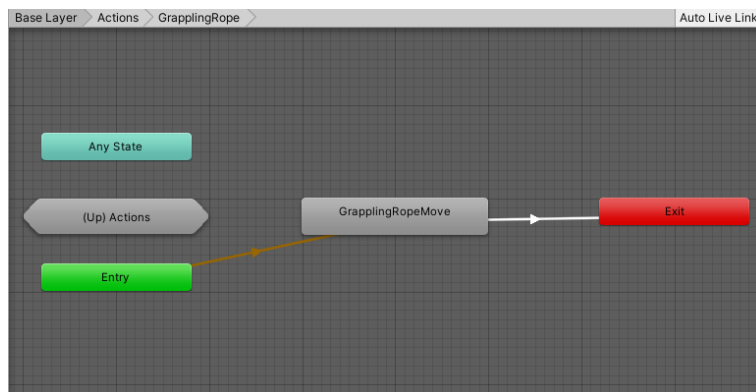 Base Layer Actions GrapplingRope Auto Live Link
Any State
(Up) Actions
GrapplingRopeMove
Exit
Entry